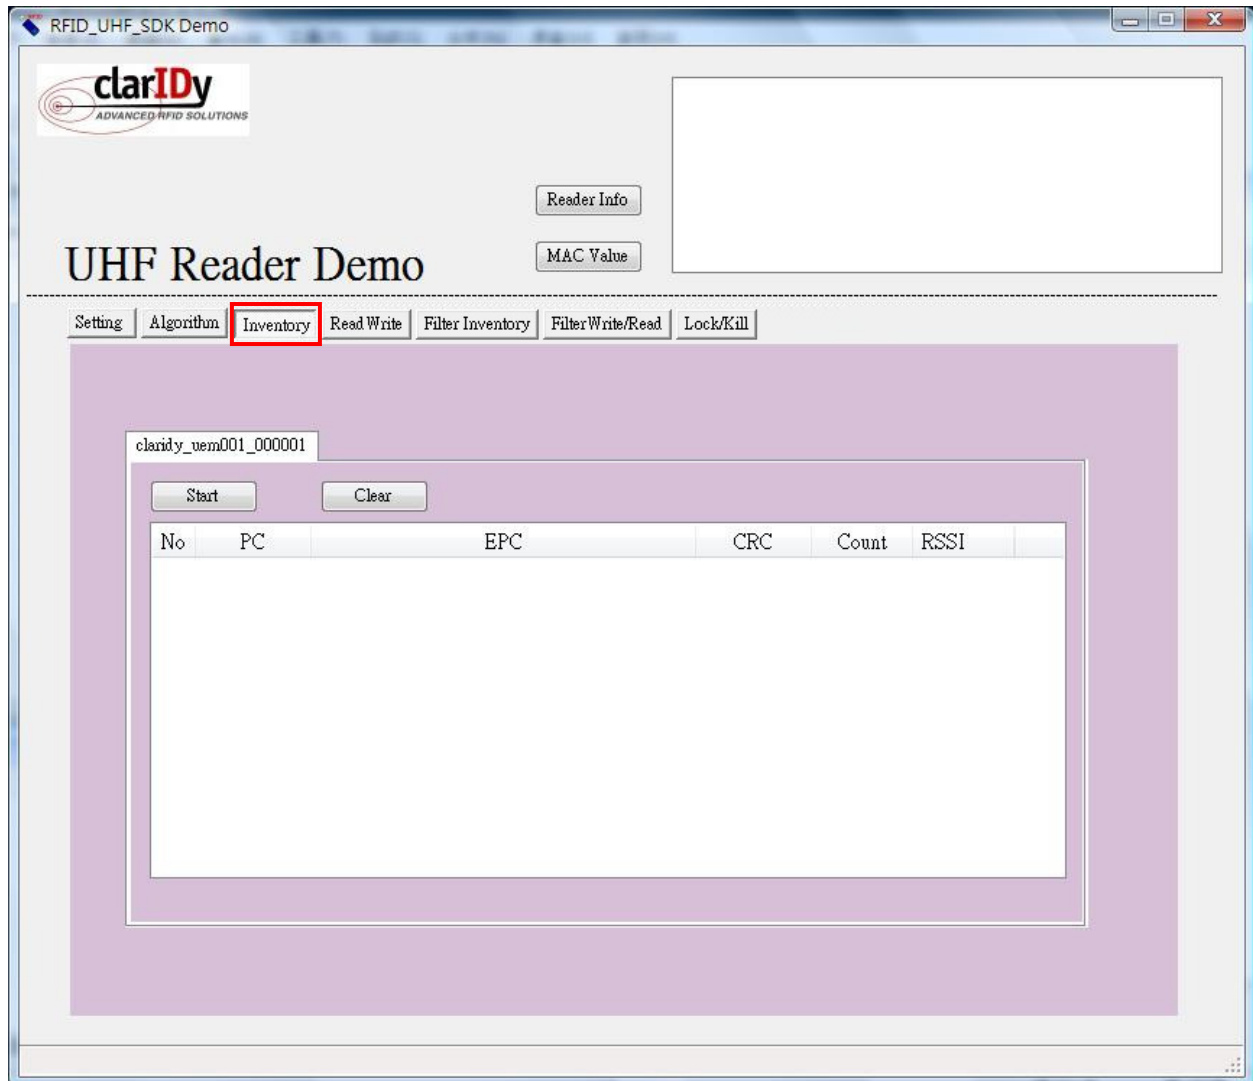 RFID_UHF_SDK Demo
clarIDy
ADVANCED RFID SOLUTIONS
Reader Info
UHF Reader Demo
MAC Value
Setting Algorithm Inventory Read Write Filter Inventory Filter Write/Read Lock/Kill
claridy_uem001_000001
Start Clear
No PC EPC CRC Count RSSI